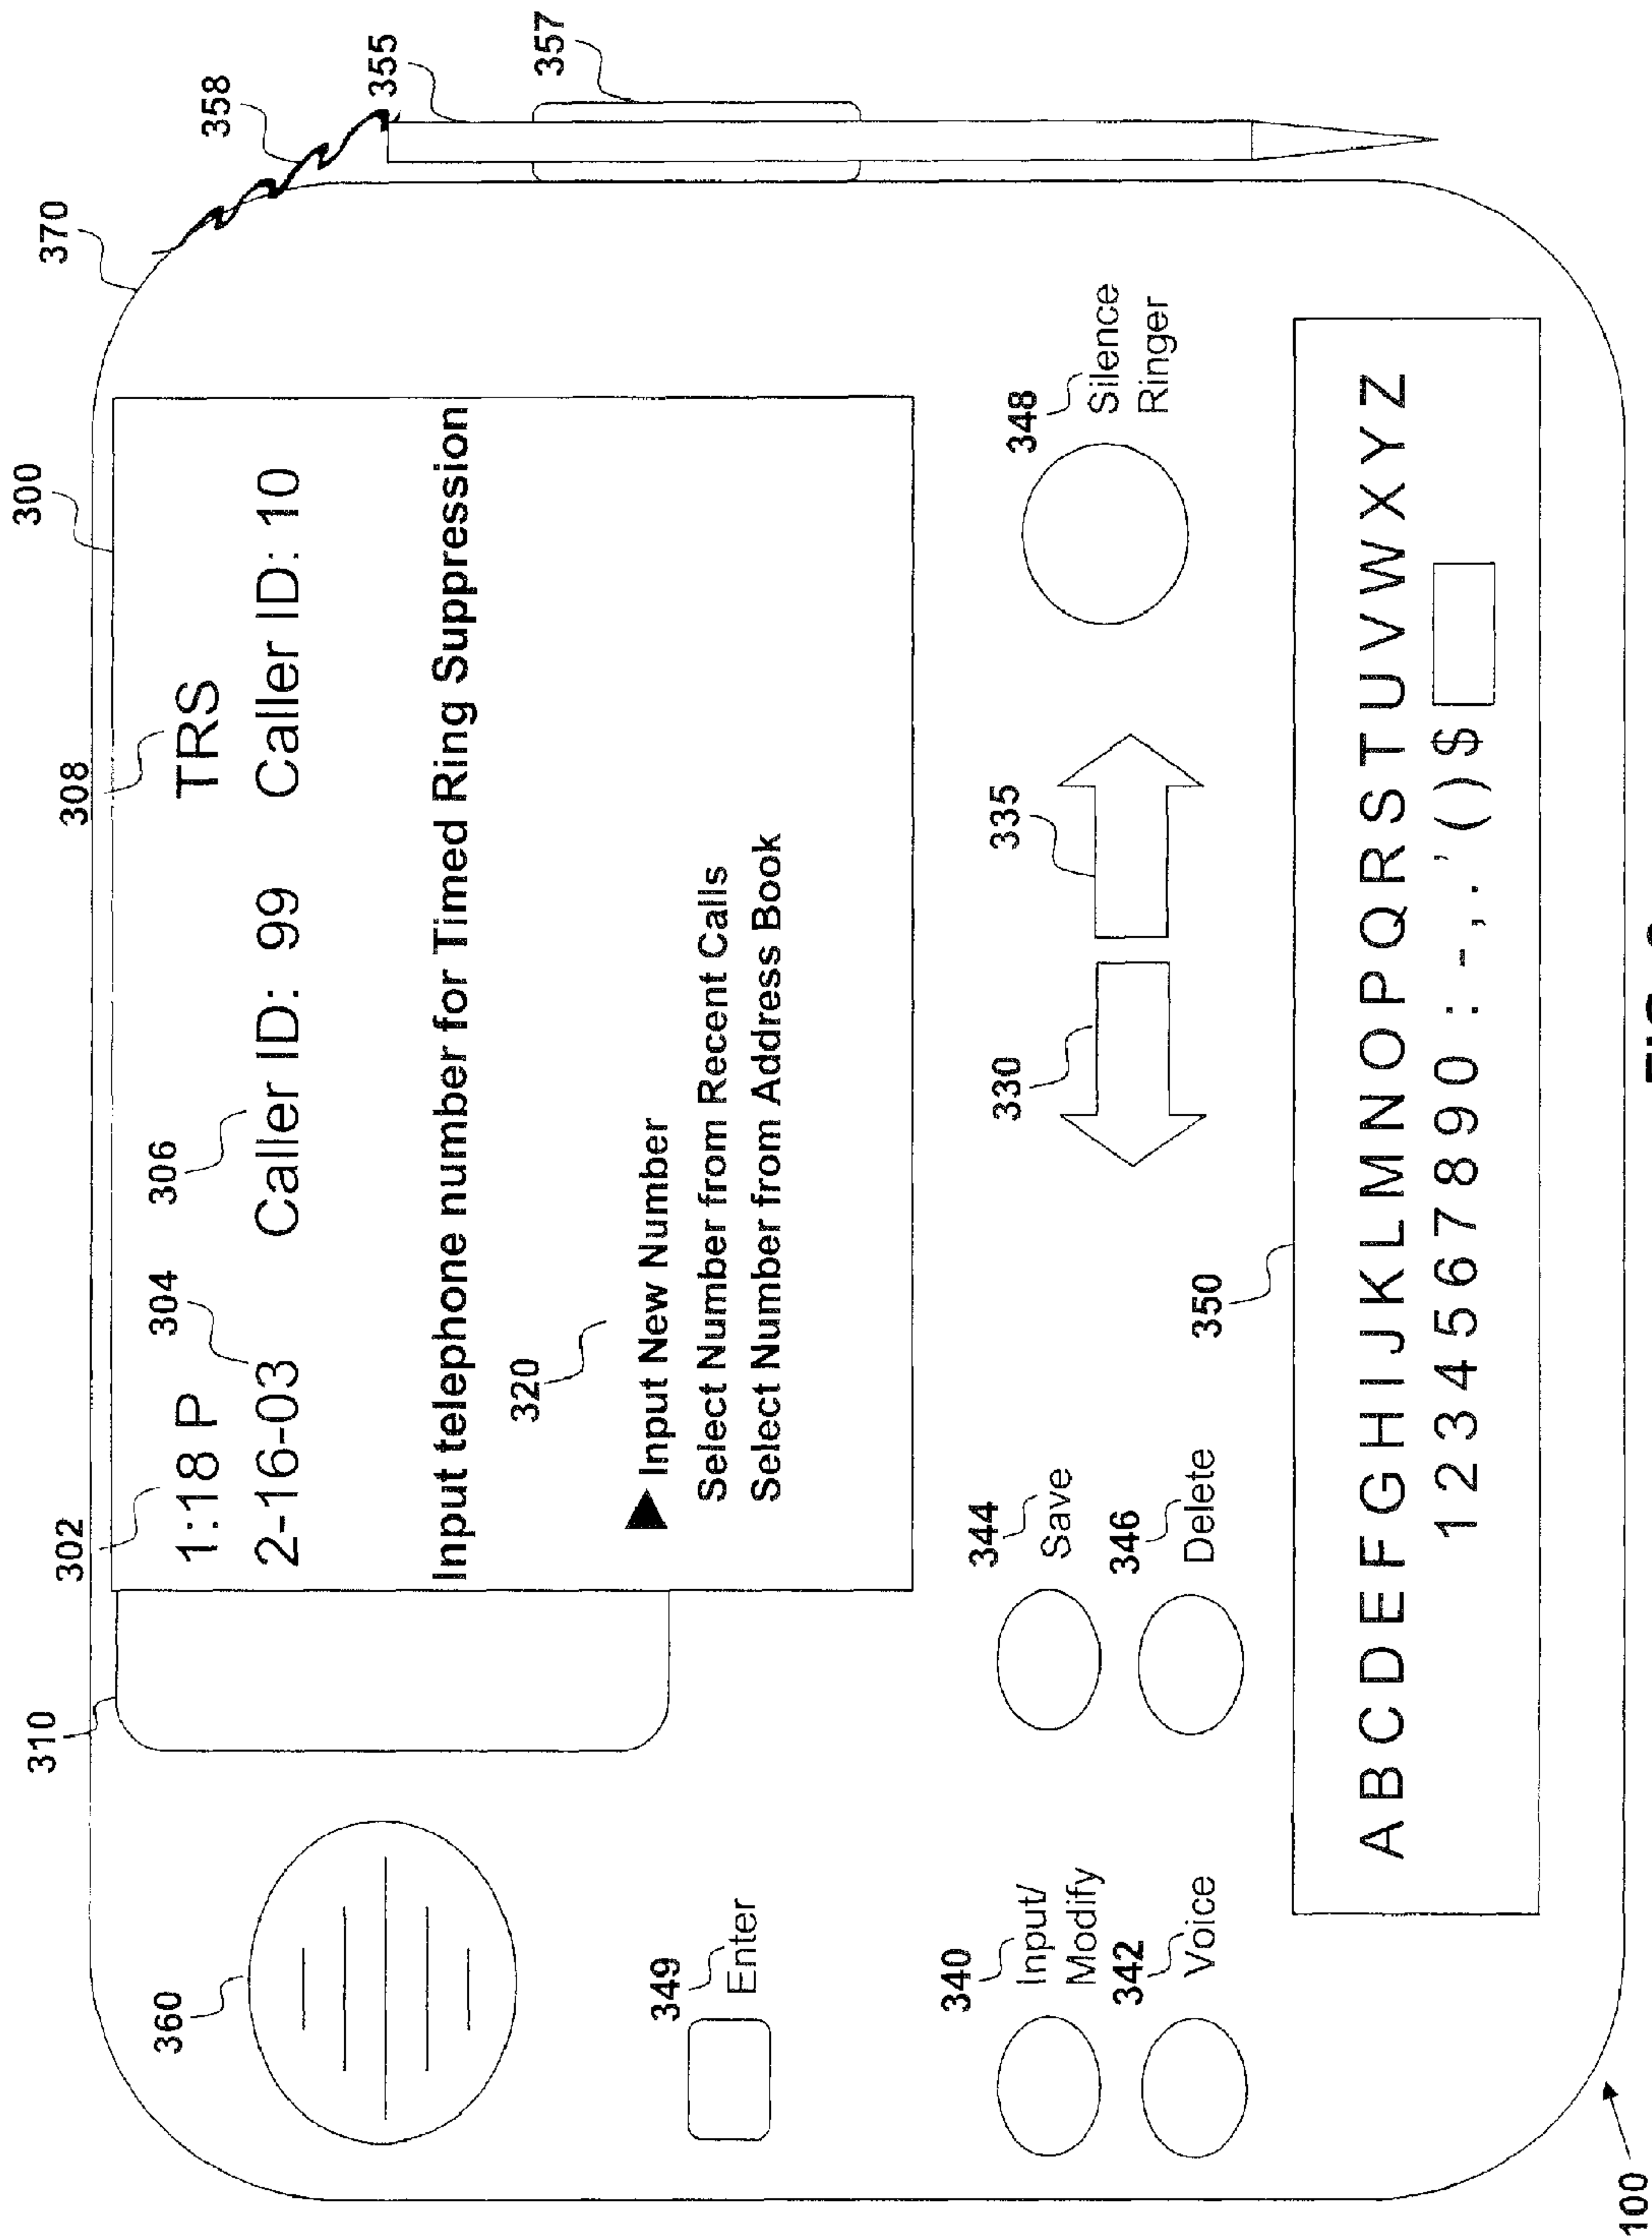 300
302
308
1:18 P
TRS
304
306
2-16-03
Caller ID: 99
Caller ID: 10
Input telephone number for Timed Ring Suppression
320
▶ Input New Number
Select Number from Recent Calls
Select Number from Address Book
310
360
370
358
355
357
349
Enter
340
Input/
Modify
342
Voice
344
Save
346
Delete
330
335
348
Silence
Ringer
350
A B C D E F G H I J K L M N O P Q R S T U V W X Y Z
1 2 3 4 5 6 7 8 9 0 : - , . ' ( ) $
100